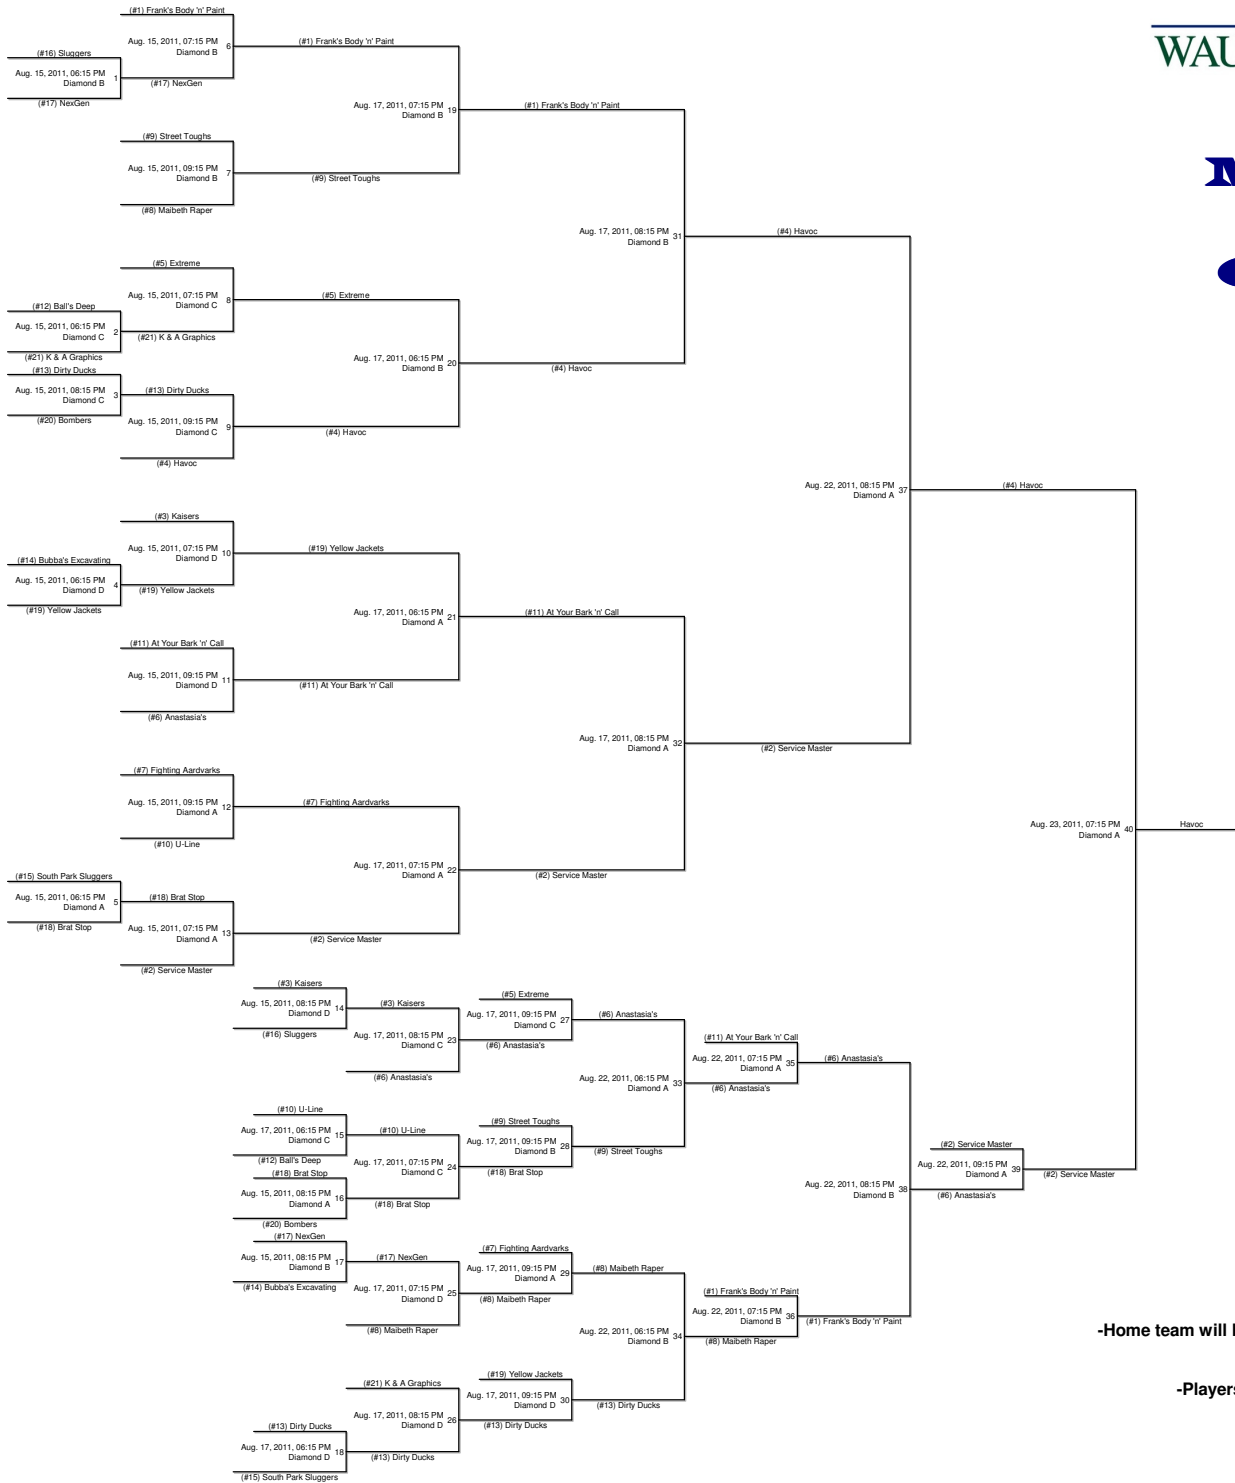 (#1) Frank's Body 'n' Paint
Aug. 15, 2011, 07:15 PM 6
Diamond B
(#1) Frank's Body 'n' Paint
(#16) Sluggers
Aug. 15, 2011, 06:15 PM 1
Diamond B
(#17) NexGen
(#17) NexGen
WAU
Aug. 17, 2011, 07:15 PM 19
Diamond B
(#1) Frank's Body 'n' Paint
(#9) Street Toughs
Aug. 15, 2011, 09:15 PM 7
Diamond B
(#9) Street Toughs
(#8) Maibeth Raper
Aug. 17, 2011, 08:15 PM 31
Diamond B
(#4) Havoc
(#5) Extreme
Aug. 15, 2011, 07:15 PM 8
Diamond C
(#5) Extreme
(#12) Ball's Deep
Aug. 15, 2011, 06:15 PM 2
Diamond C
(#21) K & A Graphics
(#21) K & A Graphics
Aug. 17, 2011, 06:15 PM 20
Diamond B
(#4) Havoc
(#13) Dirty Ducks
Aug. 15, 2011, 08:15 PM 3
Diamond C
(#20) Bombers
(#13) Dirty Ducks
Aug. 15, 2011, 09:15 PM 9
Diamond C
(#4) Havoc
(#4) Havoc
Aug. 22, 2011, 08:15 PM 37
Diamond A
(#4) Havoc
(#3) Kaisers
Aug. 15, 2011, 07:15 PM 10
Diamond D
(#19) Yellow Jackets
(#14) Bubba's Excavating
Aug. 15, 2011, 06:15 PM 4
Diamond D
(#19) Yellow Jackets
(#19) Yellow Jackets
Aug. 17, 2011, 06:15 PM 21
Diamond A
(#11) At Your Bark 'n' Call
(#11) At Your Bark 'n' Call
Aug. 15, 2011, 09:15 PM 11
Diamond D
(#11) At Your Bark 'n' Call
(#6) Anastasia's
Aug. 17, 2011, 08:15 PM 32
Diamond A
(#2) Service Master
(#7) Fighting Aardvarks
Aug. 15, 2011, 09:15 PM 12
Diamond A
(#7) Fighting Aardvarks
(#10) U-Line
Aug. 23, 2011, 07:15 PM 40
Diamond A
Havoc
Aug. 17, 2011, 07:15 PM 22
Diamond A
(#2) Service Master
(#15) South Park Sluggers
Aug. 15, 2011, 06:15 PM 5
Diamond A
(#18) Brat Stop
(#18) Brat Stop
Aug. 15, 2011, 07:15 PM 13
Diamond A
(#2) Service Master
(#2) Service Master
(#3) Kaisers
Aug. 15, 2011, 08:15 PM 14
Diamond D
(#16) Sluggers
(#3) Kaisers
Aug. 17, 2011, 08:15 PM 23
Diamond C
(#6) Anastasia's
(#5) Extreme
Aug. 17, 2011, 09:15 PM 27
Diamond C
(#6) Anastasia's
(#6) Anastasia's
Aug. 22, 2011, 06:15 PM 33
Diamond A
(#11) At Your Bark 'n' Call
Aug. 22, 2011, 07:15 PM 35
Diamond A
(#6) Anastasia's
(#6) Anastasia's
(#10) U-Line
Aug. 17, 2011, 06:15 PM 15
Diamond C
(#12) Ball's Deep
(#10) U-Line
Aug. 17, 2011, 07:15 PM 24
Diamond C
(#18) Brat Stop
(#18) Brat Stop
Aug. 15, 2011, 08:15 PM 16
Diamond A
(#20) Bombers
(#9) Street Toughs
Aug. 17, 2011, 09:15 PM 28
Diamond B
(#18) Brat Stop
(#9) Street Toughs
Aug. 22, 2011, 08:15 PM 38
Diamond B
(#2) Service Master
Aug. 22, 2011, 09:15 PM 39
Diamond A
(#6) Anastasia's
(#2) Service Master
(#17) NexGen
Aug. 15, 2011, 08:15 PM 17
Diamond B
(#14) Bubba's Excavating
(#17) NexGen
Aug. 17, 2011, 07:15 PM 25
Diamond D
(#8) Maibeth Raper
(#7) Fighting Aardvarks
Aug. 17, 2011, 09:15 PM 29
Diamond A
(#8) Maibeth Raper
(#8) Maibeth Raper
Aug. 22, 2011, 06:15 PM 34
Diamond B
(#1) Frank's Body 'n' Paint
Aug. 22, 2011, 07:15 PM 36
Diamond B
(#8) Maibeth Raper
(#1) Frank's Body 'n' Paint
-Home team will
(#21) K & A Graphics
Aug. 17, 2011, 08:15 PM 26
Diamond D
(#13) Dirty Ducks
(#19) Yellow Jackets
Aug. 17, 2011, 09:15 PM 30
Diamond D
(#13) Dirty Ducks
(#13) Dirty Ducks
-Players
(#13) Dirty Ducks
Aug. 17, 2011, 06:15 PM 18
Diamond D
(#15) South Park Sluggers